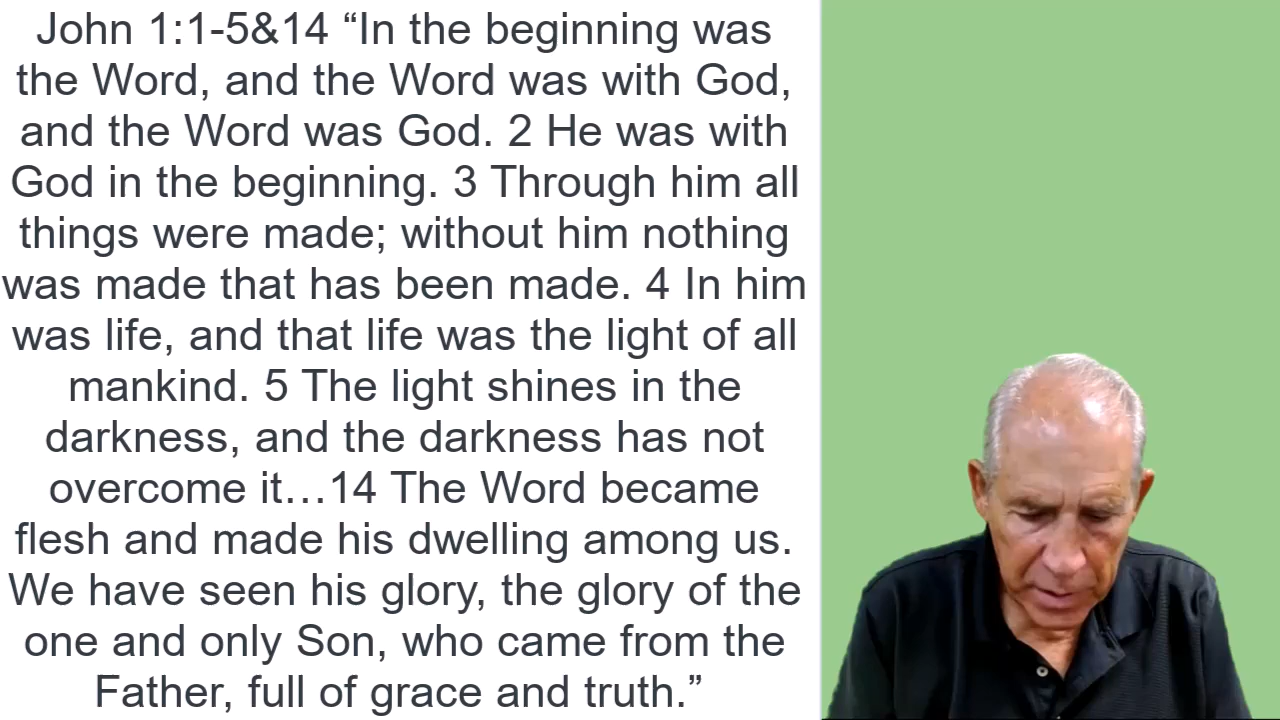 John 1:1-5&14 “In the beginning was
the Word, and the Word was with God,
and the Word was God. 2 He was with
God in the beginning. 3 Through him all
things were made; without him nothing
was made that has been made. 4 In him
was life, and that life was the light of all
mankind. 5 The light shines in the
darkness, and the darkness has not
overcome it…14 The Word became
flesh and made his dwelling among us.
We have seen his glory, the glory of the
one and only Son, who came from the
Father, full of grace and truth.”